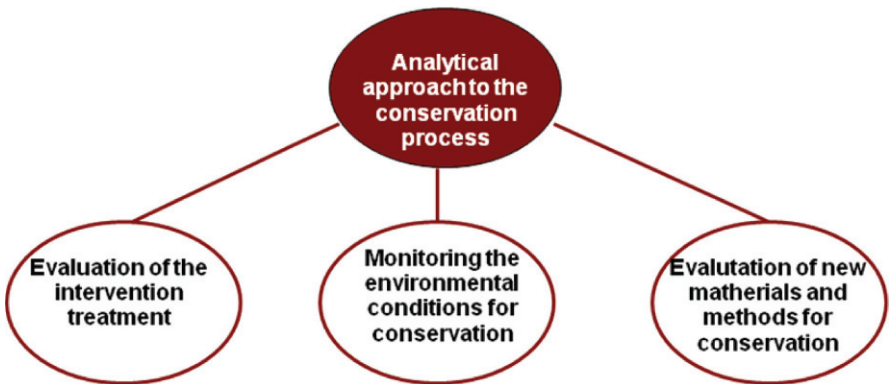 Analytical
approach to the
conservation
process
Evaluation of the
intervention
treatment
Monitoring the
environmental
conditions for
conservation
Evalutation of new
matherials and
methods for
conservation